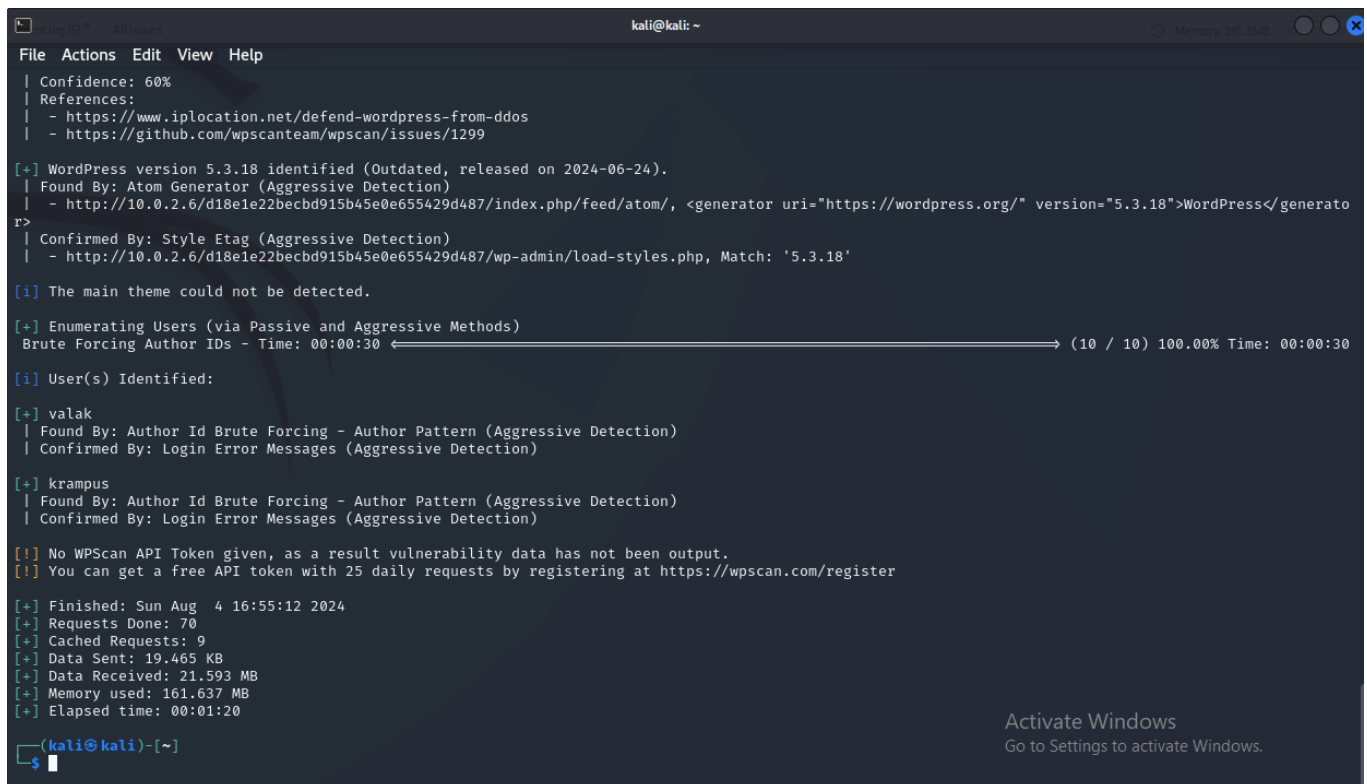 nt log (5) * All issues
kali@kali: ~
Memory: 261.3MB
File Actions Edit View Help
| Confidence: 60%
| References:
|  - https://www.iplocation.net/defend-wordpress-from-ddos
|  - https://github.com/wpscanteam/wpscan/issues/1299
[+] WordPress version 5.3.18 identified (Outdated, released on 2024-06-24).
| Found By: Atom Generator (Aggressive Detection)
|  - http://10.0.2.6/d18e1e22becbd915b45e0e655429d487/index.php/feed/atom/, <generator uri="https://wordpress.org/" version="5.3.18">WordPress</generato
r>
| Confirmed By: Style Etag (Aggressive Detection)
|  - http://10.0.2.6/d18e1e22becbd915b45e0e655429d487/wp-admin/load-styles.php, Match: '5.3.18'
[i] The main theme could not be detected.
[+] Enumerating Users (via Passive and Aggressive Methods)
Brute Forcing Author IDs - Time: 00:00:30 <==============================================================> (10 / 10) 100.00% Time: 00:00:30
[i] User(s) Identified:
[+] valak
| Found By: Author Id Brute Forcing - Author Pattern (Aggressive Detection)
| Confirmed By: Login Error Messages (Aggressive Detection)
[+] krampus
| Found By: Author Id Brute Forcing - Author Pattern (Aggressive Detection)
| Confirmed By: Login Error Messages (Aggressive Detection)
[!] No WPScan API Token given, as a result vulnerability data has not been output.
[!] You can get a free API token with 25 daily requests by registering at https://wpscan.com/register
[+] Finished: Sun Aug  4 16:55:12 2024
[+] Requests Done: 70
[+] Cached Requests: 9
[+] Data Sent: 19.465 KB
[+] Data Received: 21.593 MB
[+] Memory used: 161.637 MB
[+] Elapsed time: 00:01:20
Activate Windows
Go to Settings to activate Windows.
┌──(kali㉿kali)-[~]
└─$